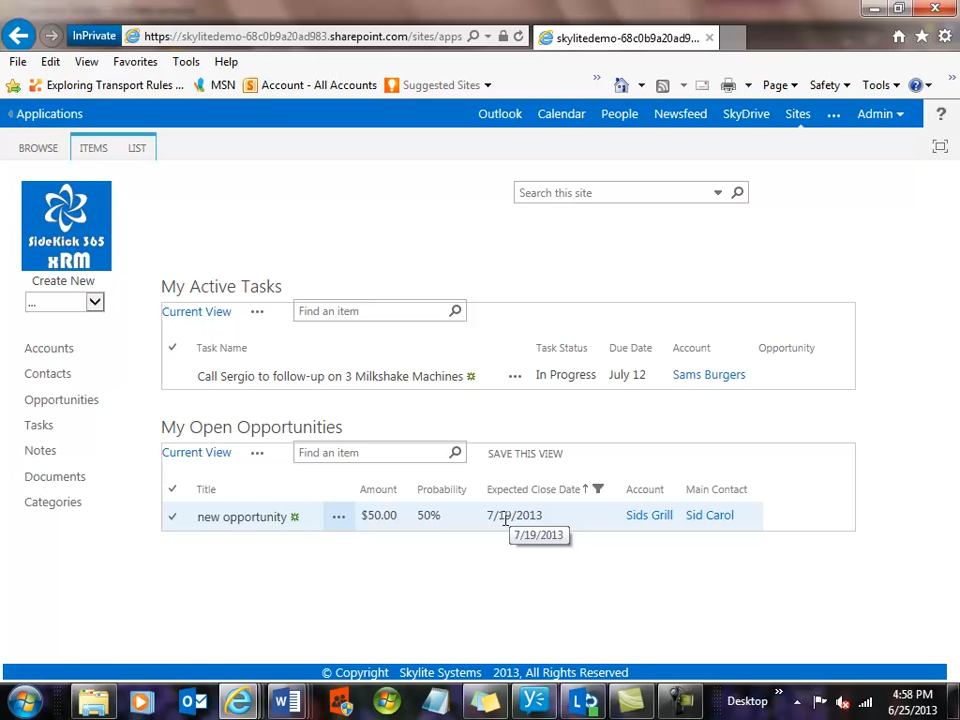 InPrivate
https://skylitedemo-68c0b9a20ad983.sharepoint.com/sites/apps
skylitedemo-68c0b9a20ad9...
File Edit View Favorites Tools Help
Exploring Transport Rules ... MSN Account - All Accounts Suggested Sites
Page Safety Tools
Applications Outlook Calendar People Newsfeed SkyDrive Sites ... Admin ?
BROWSE ITEMS LIST
SideKick 365
xRM
Search this site
Create New
...
Accounts
Contacts
Opportunities
Tasks
Notes
Documents
Categories
My Active Tasks
Current View ... Find an item
Task Name Task Status Due Date Account Opportunity
Call Sergio to follow-up on 3 Milkshake Machines ... In Progress July 12 Sams Burgers
My Open Opportunities
Current View ... Find an item SAVE THIS VIEW
Title Amount Probability Expected Close Date Account Main Contact
new opportunity ... $50.00 50% 7/19/2013 Sids Grill Sid Carol
7/19/2013
© Copyright Skylite Systems 2013, All Rights Reserved
Desktop
4:58 PM
6/25/2013